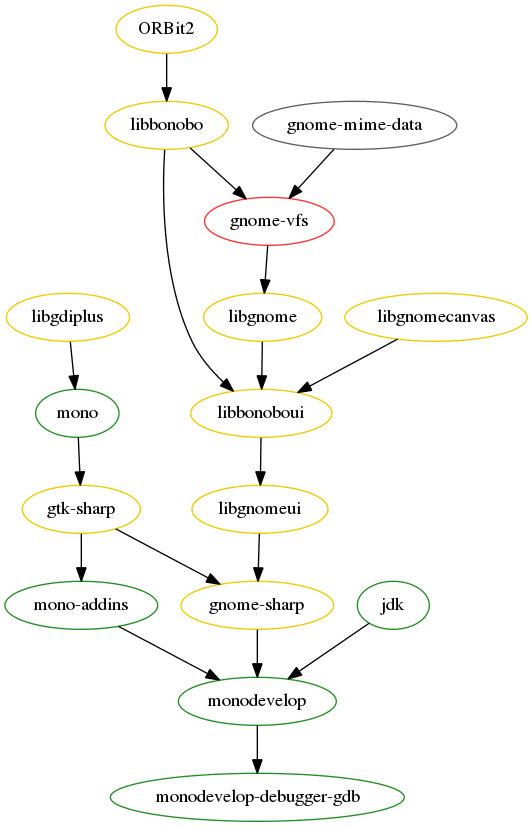 ORBit2
libbonobo
gnome-mime-data
gnome-vfs
libgdiplus
libgnome
libgnomecanvas
mono
libbonoboui
gtk-sharp
libgnomeui
mono-addins
gnome-sharp
jdk
monodevelop
monodevelop-debugger-gdb